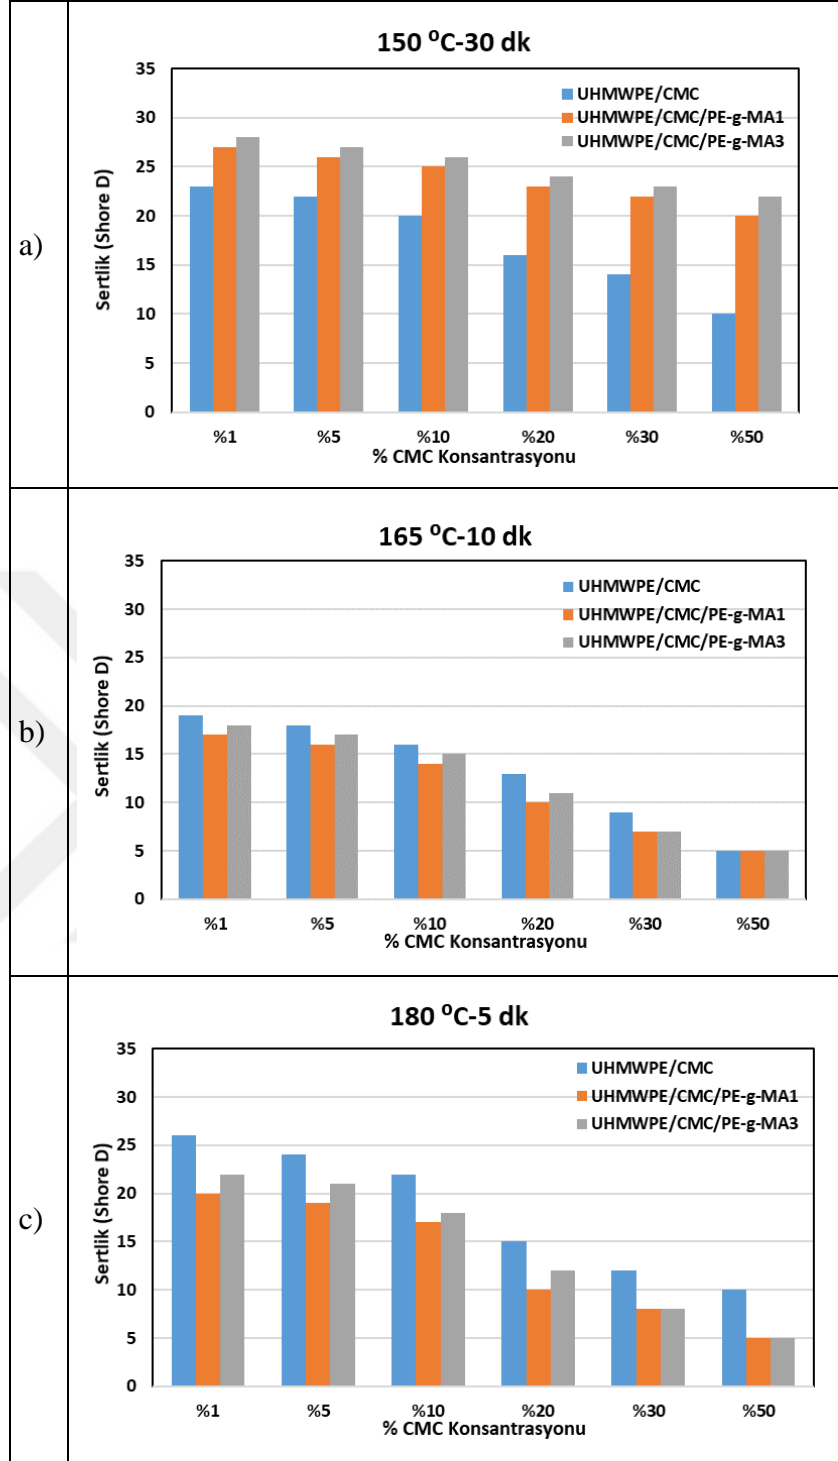 a)
150 ⁰C-30 dk
35
30
25
20
15
10
5
0
Sertlik (Shore D)
UHMWPE/CMC
UHMWPE/CMC/PE-g-MA1
UHMWPE/CMC/PE-g-MA3
%1 %5 %10 %20 %30 %50
% CMC Konsantrasyonu
b)
165 ⁰C-10 dk
35
30
25
20
15
10
5
0
Sertlik (Shore D)
UHMWPE/CMC
UHMWPE/CMC/PE-g-MA1
UHMWPE/CMC/PE-g-MA3
%1 %5 %10 %20 %30 %50
% CMC Konsantrasyonu
c)
180 ⁰C-5 dk
35
30
25
20
15
10
5
0
Sertlik (Shore D)
UHMWPE/CMC
UHMWPE/CMC/PE-g-MA1
UHMWPE/CMC/PE-g-MA3
%1 %5 %10 %20 %30 %50
% CMC Konsantrasyonu